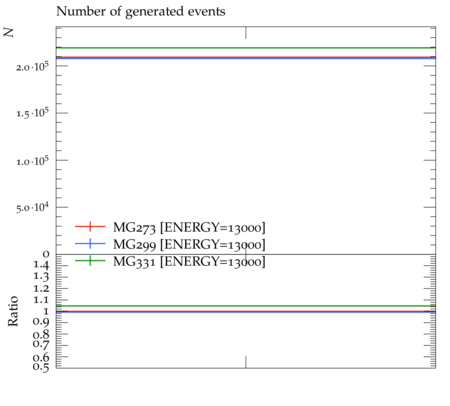 Number of generated events
N
2.0·10⁵
1.5·10⁵
1.0·10⁵
5.0·10⁴
MG273 [ENERGY=13000]
MG299 [ENERGY=13000]
MG331 [ENERGY=13000]
0
Ratio
1.4
1.3
1.2
1.1
1
0.9
0.8
0.7
0.6
0.5